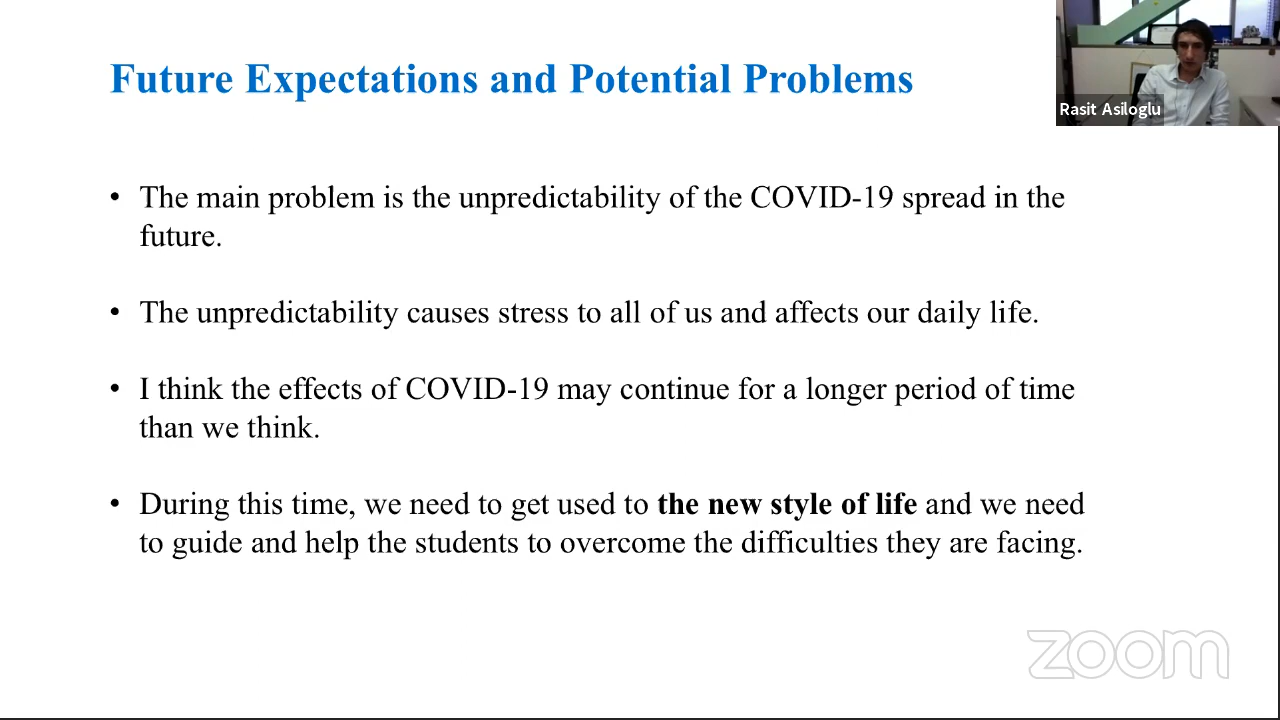 Future Expectations and Potential Problems
Rasit Asiloglu
• The main problem is the unpredictability of the COVID-19 spread in the
future.
• The unpredictability causes stress to all of us and affects our daily life.
• I think the effects of COVID-19 may continue for a longer period of time
than we think.
• During this time, we need to get used to the new style of life and we need
to guide and help the students to overcome the difficulties they are facing.
zoom